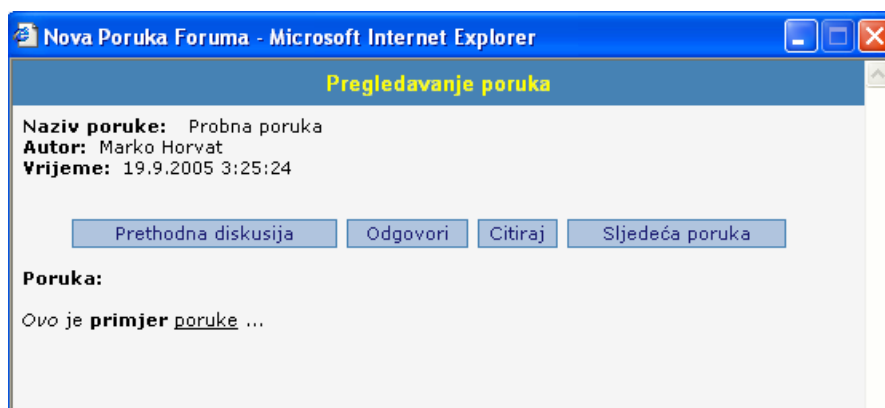 Nova Poruka Foruma - Microsoft Internet Explorer
Pregledavanje poruka
Naziv poruke: Probna poruka
Autor: Marko Horvat
Vrijeme: 19.9.2005 3:25:24
Prethodna diskusija Odgovori Citiraj Sljedeća poruka
Poruka:
Ovo je primjer poruke ...